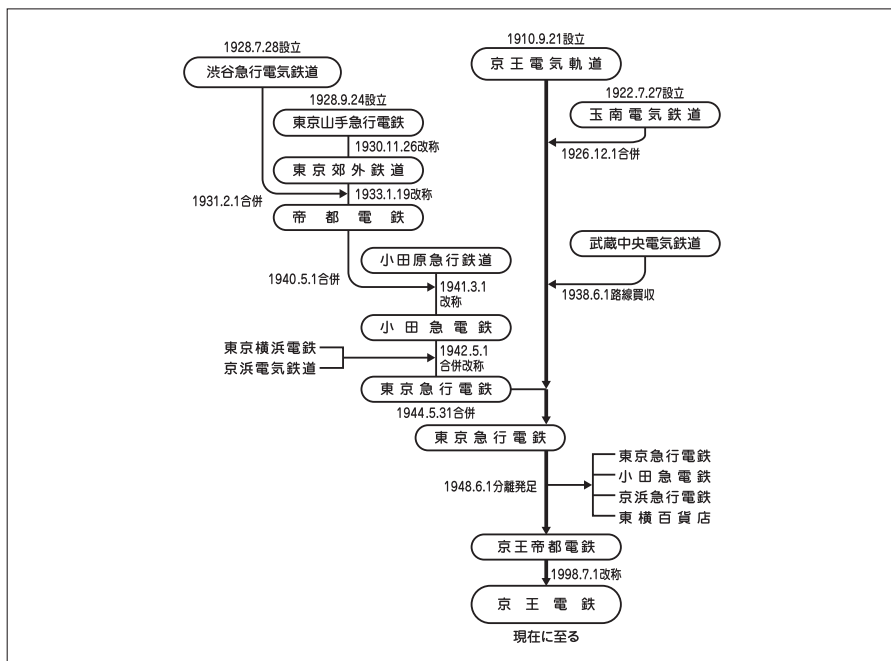 1928.7.28設立
渋谷急行電気鉄道
1910.9.21設立
京王電気軌道
1928.9.24設立
東京山手急行電鉄
1922.7.27設立
玉南電気鉄道
1930.11.26改称
1926.12.1合併
東京郊外鉄道
1931.2.1合併
1933.1.19改称
帝都電鉄
武蔵中央電気鉄道
小田原急行鉄道
1940.5.1合併
1941.3.1
改称
1938.6.1路線買収
小田急電鉄
東京横浜電鉄
京浜電気鉄道
1942.5.1
合併改称
東京急行電鉄
1944.5.31合併
東京急行電鉄
1948.6.1分離発足
東京急行電鉄
小田急電鉄
京浜急行電鉄
東横百貨店
京王帝都電鉄
1998.7.1改称
京王電鉄
現在に至る